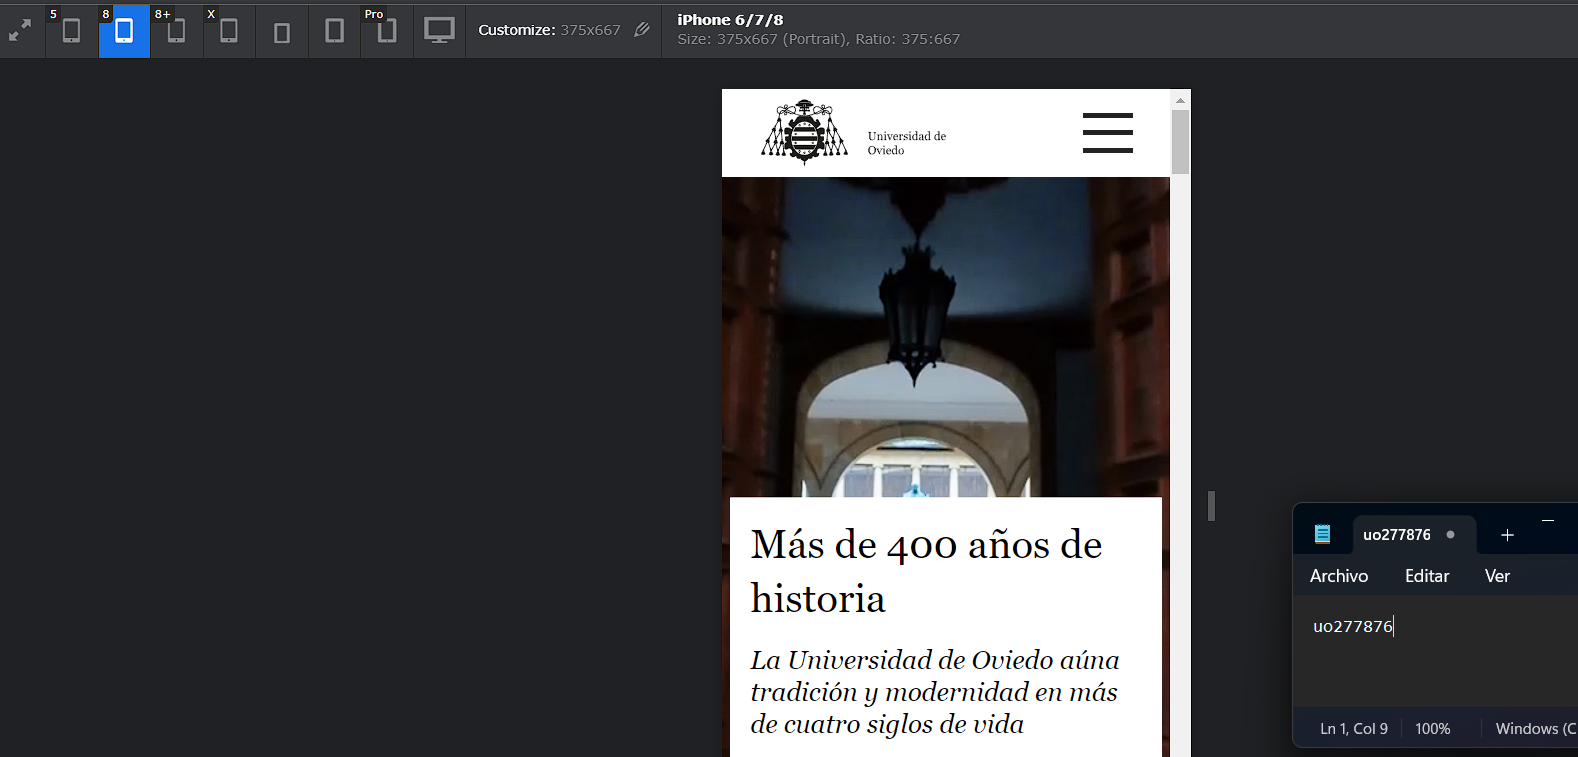 5
8
8+
X
Pro
Customize: 375x667
iPhone 6/7/8
Size: 375x667 (Portrait), Ratio: 375:667
Universidad de
Oviedo
Más de 400 años de
historia
La Universidad de Oviedo aúna
tradición y modernidad en más
de cuatro siglos de vida
uo277876
Archivo Editar Ver
uo277876
Ln 1, Col 9 100% Windows (C